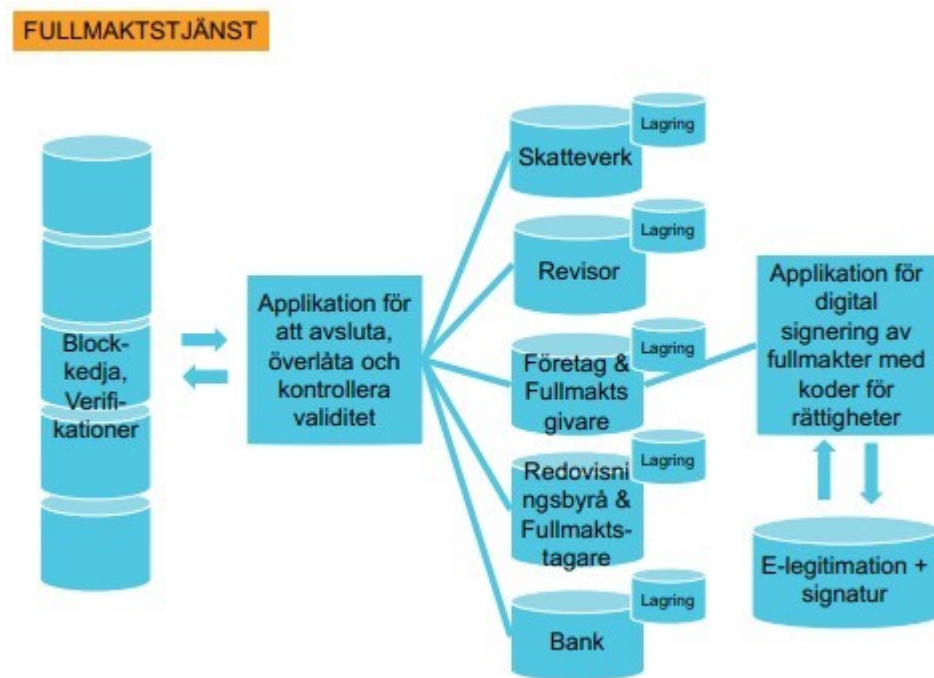 FULLMAKTSTJÄNST
Block-
kedja,
Verifi-
kationer
Applikation för
att avsluta,
överlåta och
kontrollera
validitet
Skatteverk
Lagring
Revisor
Lagring
Företag &
Fullmakts
givare
Lagring
Redovisni
ngsbyrå &
Fullmakts-
tagare
Lagring
Bank
Lagring
Applikation för
digital
signering av
fullmakter med
koder för
rättigheter
E-legitimation +
signatur